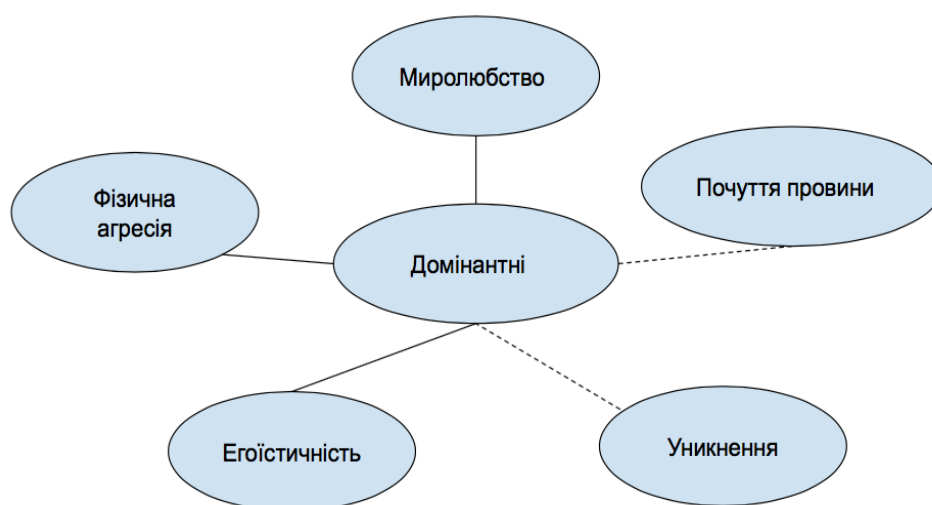 Миролюбство
Фізична
агресія
Почуття провини
Домінантні
Егоїстичність
Уникнення